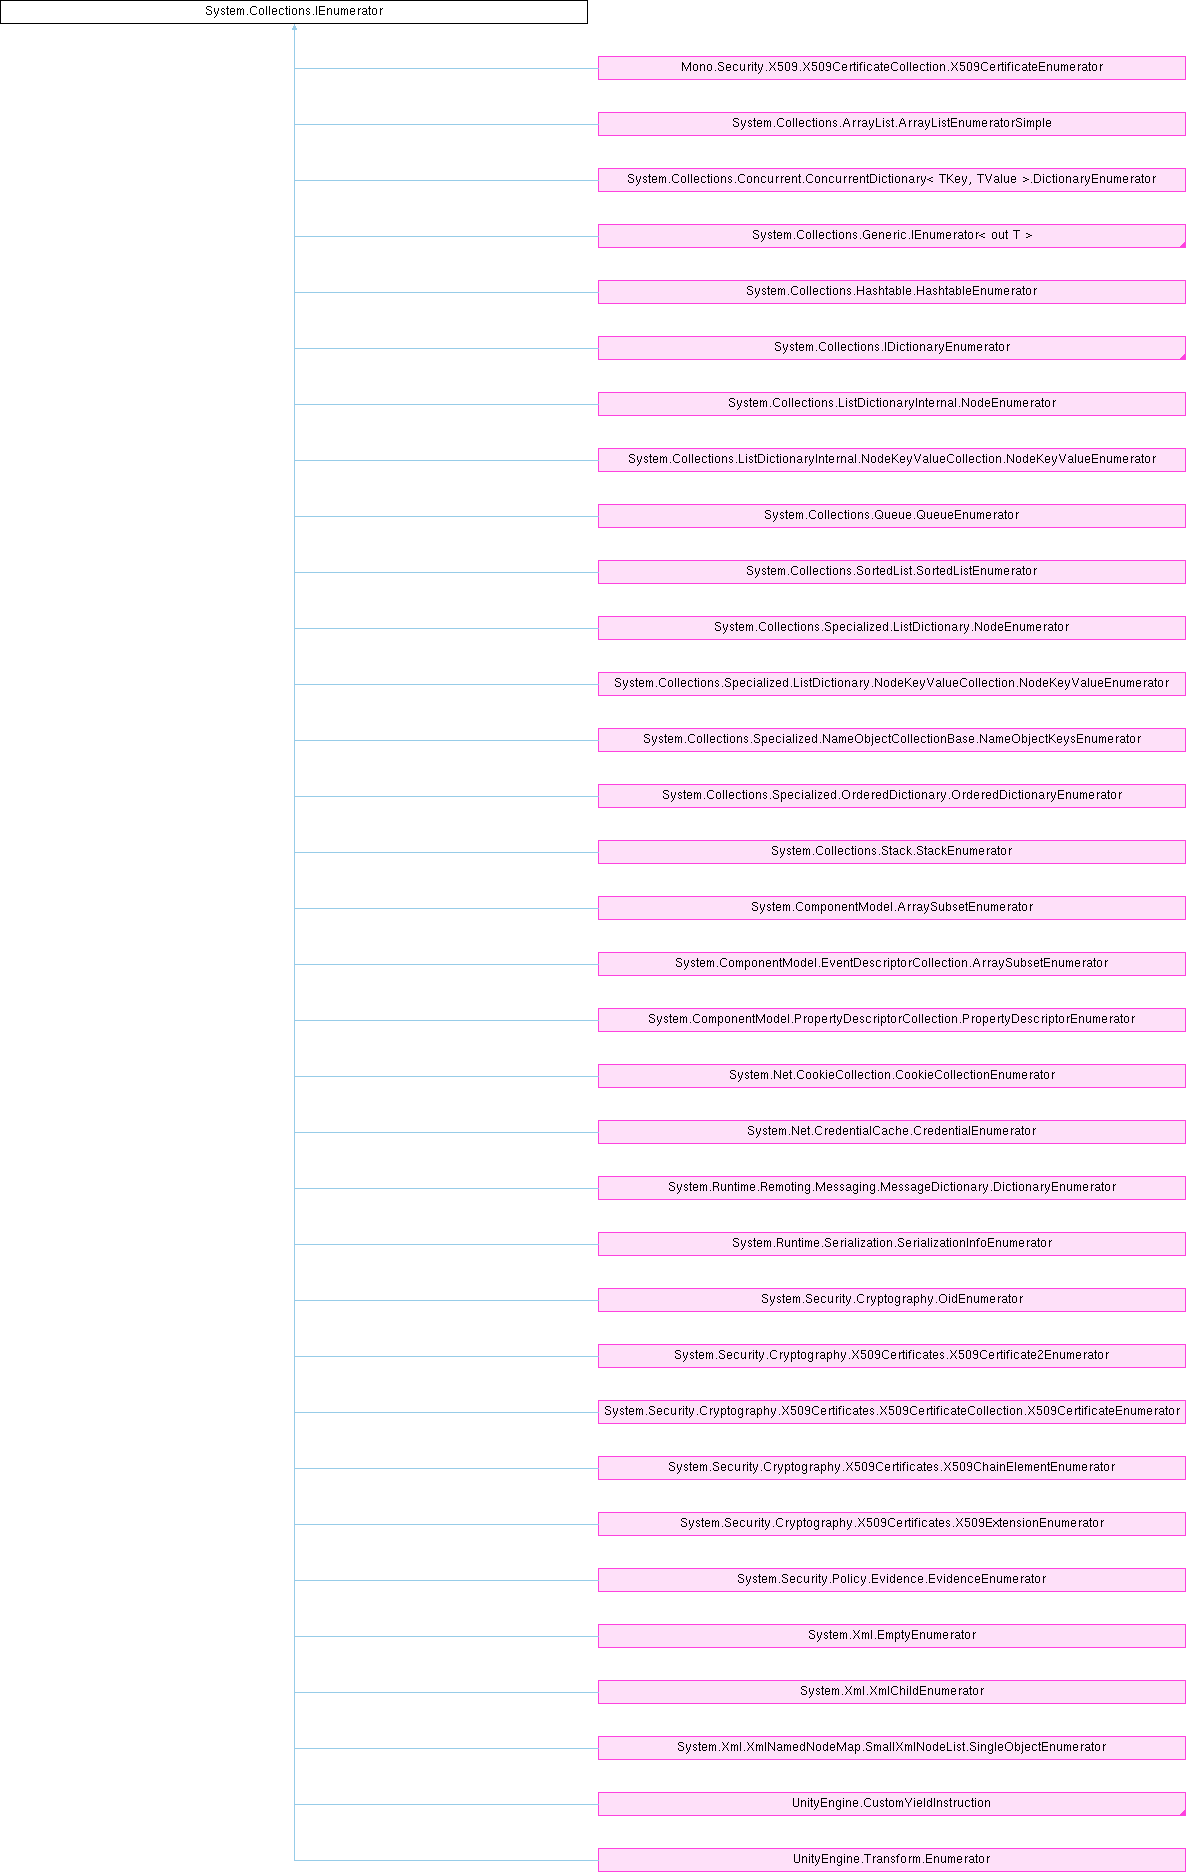 System.Collections.IEnumerator
Mono.Security.X509.X509CertificateCollection.X509CertificateEnumerator
System.Collections.ArrayList.ArrayListEnumeratorSimple
System.Collections.Concurrent.ConcurrentDictionary< TKey, TValue >.DictionaryEnumerator
System.Collections.Generic.IEnumerator< out T >
System.Collections.Hashtable.HashtableEnumerator
System.Collections.IDictionaryEnumerator
System.Collections.ListDictionaryInternal.NodeEnumerator
System.Collections.ListDictionaryInternal.NodeKeyValueCollection.NodeKeyValueEnumerator
System.Collections.Queue.QueueEnumerator
System.Collections.SortedList.SortedListEnumerator
System.Collections.Specialized.ListDictionary.NodeEnumerator
System.Collections.Specialized.ListDictionary.NodeKeyValueCollection.NodeKeyValueEnumerator
System.Collections.Specialized.NameObjectCollectionBase.NameObjectKeysEnumerator
System.Collections.Specialized.OrderedDictionary.OrderedDictionaryEnumerator
System.Collections.Stack.StackEnumerator
System.ComponentModel.ArraySubsetEnumerator
System.ComponentModel.EventDescriptorCollection.ArraySubsetEnumerator
System.ComponentModel.PropertyDescriptorCollection.PropertyDescriptorEnumerator
System.Net.CookieCollection.CookieCollectionEnumerator
System.Net.CredentialCache.CredentialEnumerator
System.Runtime.Remoting.Messaging.MessageDictionary.DictionaryEnumerator
System.Runtime.Serialization.SerializationInfoEnumerator
System.Security.Cryptography.OidEnumerator
System.Security.Cryptography.X509Certificates.X509Certificate2Enumerator
System.Security.Cryptography.X509Certificates.X509CertificateCollection.X509CertificateEnumerator
System.Security.Cryptography.X509Certificates.X509ChainElementEnumerator
System.Security.Cryptography.X509Certificates.X509ExtensionEnumerator
System.Security.Policy.Evidence.EvidenceEnumerator
System.Xml.EmptyEnumerator
System.Xml.XmlChildEnumerator
System.Xml.XmlNamedNodeMap.SmallXmlNodeList.SingleObjectEnumerator
UnityEngine.CustomYieldInstruction
UnityEngine.Transform.Enumerator